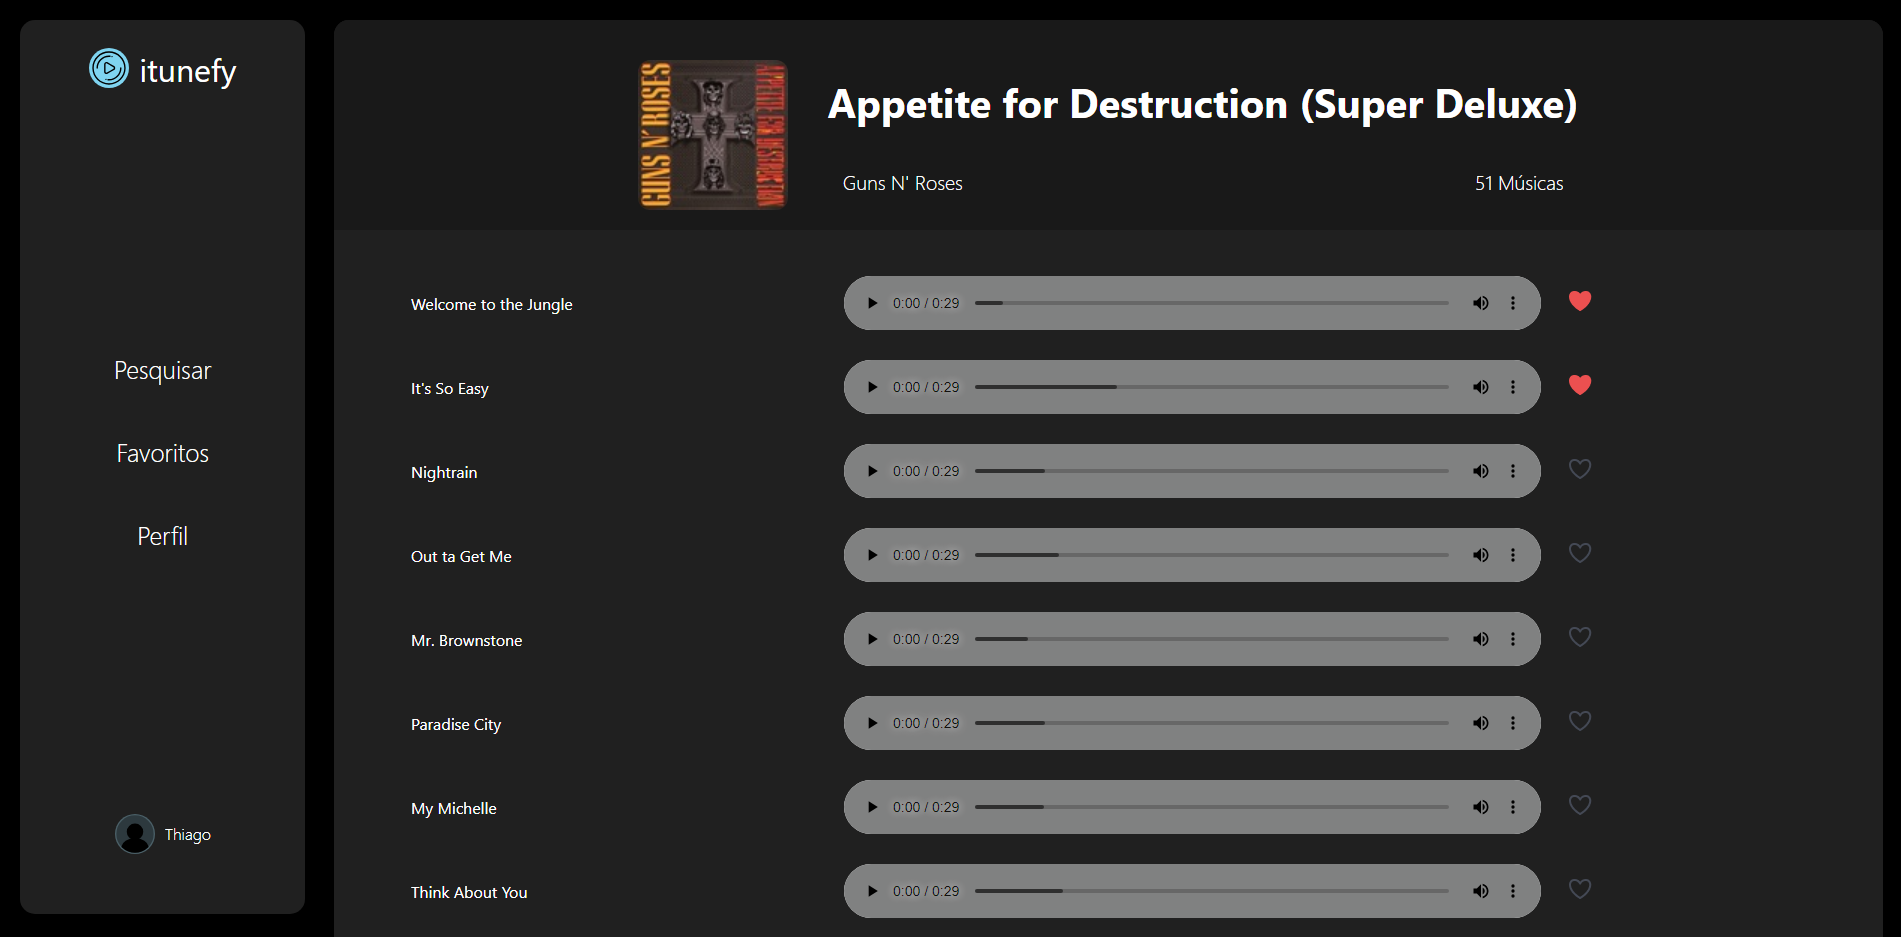 itunefy
Pesquisar
Favoritos
Perfil
Thiago
GUNS N' ROSES
APPETITE FOR DESTRUCTION
Appetite for Destruction (Super Deluxe)
Guns N' Roses
51 Músicas
Welcome to the Jungle
0:00 / 0:29
It's So Easy
0:00 / 0:29
Nightrain
0:00 / 0:29
Out ta Get Me
0:00 / 0:29
Mr. Brownstone
0:00 / 0:29
Paradise City
0:00 / 0:29
My Michelle
0:00 / 0:29
Think About You
0:00 / 0:29